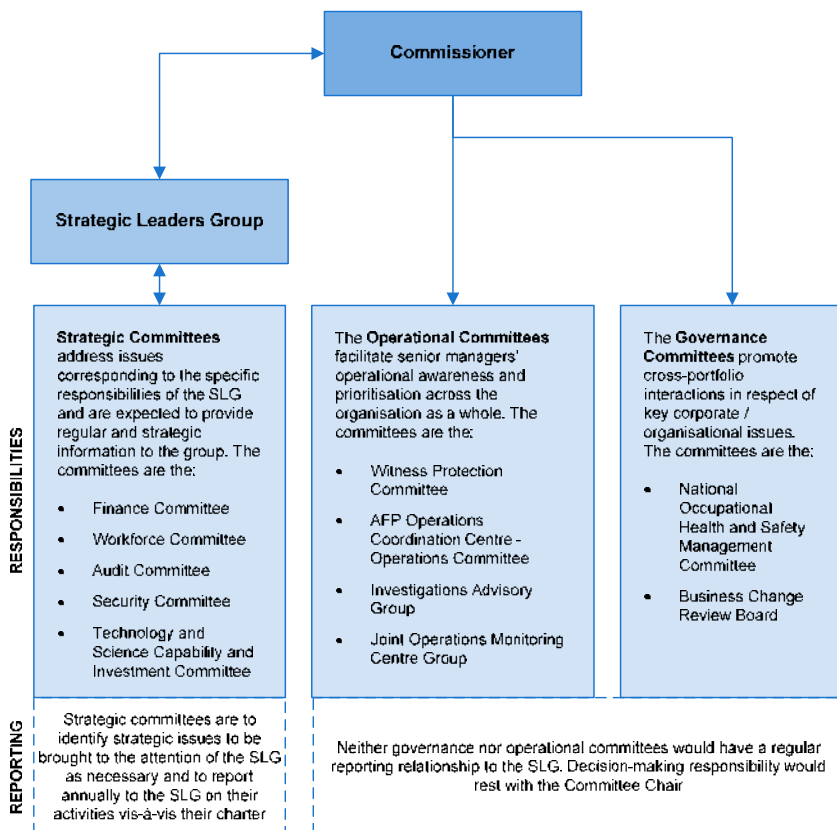 Commissioner
Strategic Leaders Group
RESPONSIBILITIES
Strategic Committees
address issues
corresponding to the specific
responsibilities of the SLG
and are expected to provide
regular and strategic
information to the group. The
committees are the:
• Finance Committee
• Workforce Committee
• Audit Committee
• Security Committee
• Technology and
Science Capability and
Investment Committee
The Operational Committees
facilitate senior managers'
operational awareness and
prioritisation across the
organisation as a whole. The
committees are the:
• Witness Protection
Committee
• AFP Operations
Coordination Centre -
Operations Committee
• Investigations Advisory
Group
• Joint Operations Monitoring
Centre Group
The Governance
Committees promote
cross-portfolio
interactions in respect of
key corporate /
organisational issues.
The committees are the:
• National
Occupational
Health and Safety
Management
Committee
• Business Change
Review Board
REPORTING
Strategic committees are to
identify strategic issues to be
brought to the attention of the SLG
as necessary and to report
annually to the SLG on their
activities vis-à-vis their charter
Neither governance nor operational committees would have a regular
reporting relationship to the SLG. Decision-making responsibility would
rest with the Committee Chair